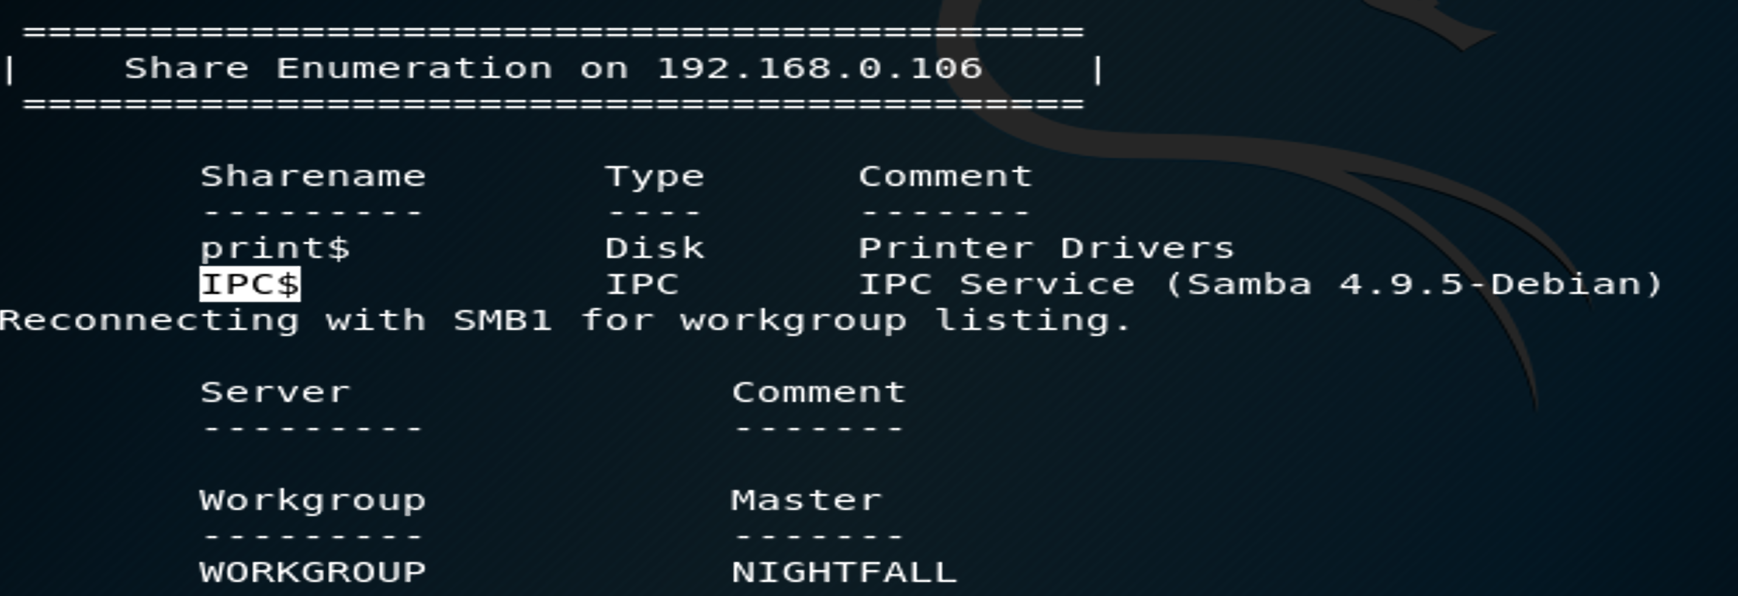 ==========================================
|    Share Enumeration on 192.168.0.106    |
==========================================
Sharename       Type      Comment
---------       ----      -------
print$          Disk      Printer Drivers
IPC$            IPC       IPC Service (Samba 4.9.5-Debian)
Reconnecting with SMB1 for workgroup listing.
Server               Comment
---------            -------
Workgroup            Master
---------            -------
WORKGROUP            NIGHTFALL